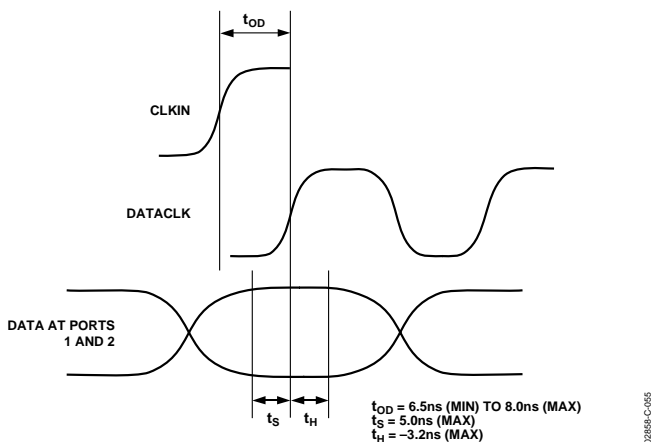 tOD
CLKIN
DATACLK
DATA AT PORTS
1 AND 2
tS
tH
tOD = 6.5ns (MIN) TO 8.0ns (MAX)
tS = 5.0ns (MAX)
tH = –3.2ns (MAX)
02858-C-055